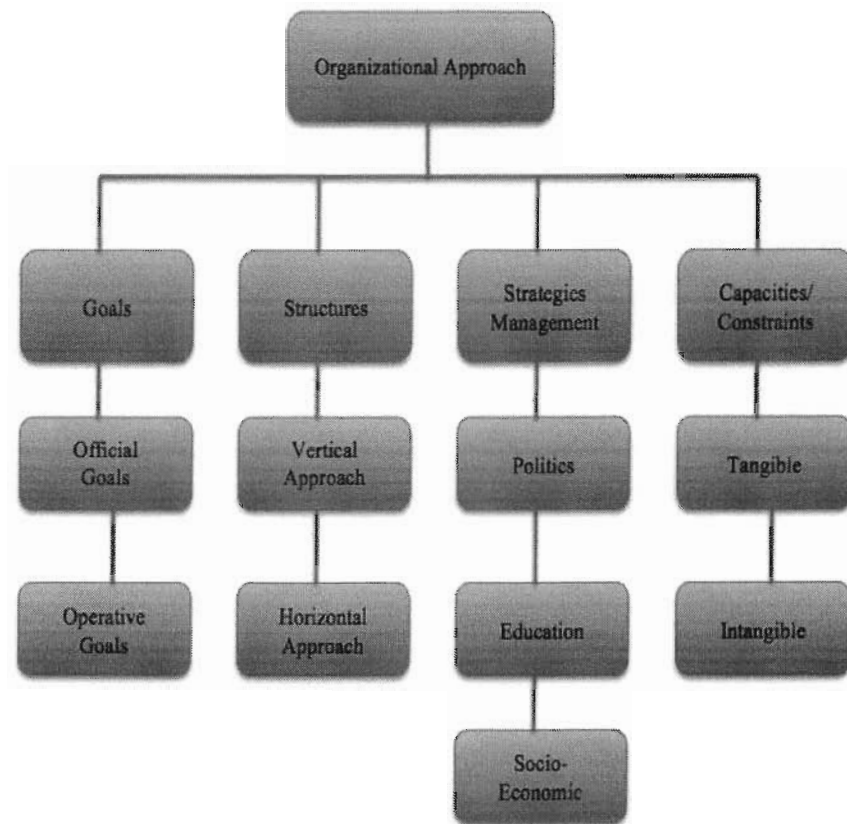 Organizational Approach
Goals
Structures
Strategics
Management
Capacities/
Constraints
Official
Goals
Vertical
Approach
Politics
Tangible
Operative
Goals
Horizontal
Approach
Education
Intangible
Socio-
Economic